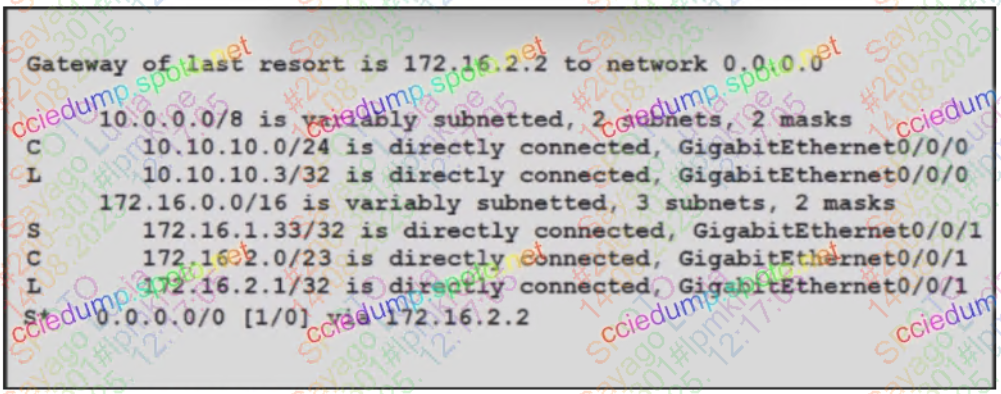 Gateway of last resort is 172.16.2.2 to network 0.0.0.0
10.0.0.0/8 is variably subnetted, 2 subnets, 2 masks
C 10.10.10.0/24 is directly connected, GigabitEthernet0/0/0
L 10.10.10.3/32 is directly connected, GigabitEthernet0/0/0
172.16.0.0/16 is variably subnetted, 3 subnets, 2 masks
S 172.16.1.33/32 is directly connected, GigabitEthernet0/0/1
C 172.16.2.0/23 is directly connected, GigabitEthernet0/0/1
L 172.16.2.1/32 is directly connected, GigabitEthernet0/0/1
S* 0.0.0.0/0 [1/0] via 172.16.2.2
cciedump.spoto.net
cciedump.spoto.net
cciedump.spoto.net
cciedump
cciedump.spoto.net
cciedump.spoto.net
cciedump.spoto.net
cciedump